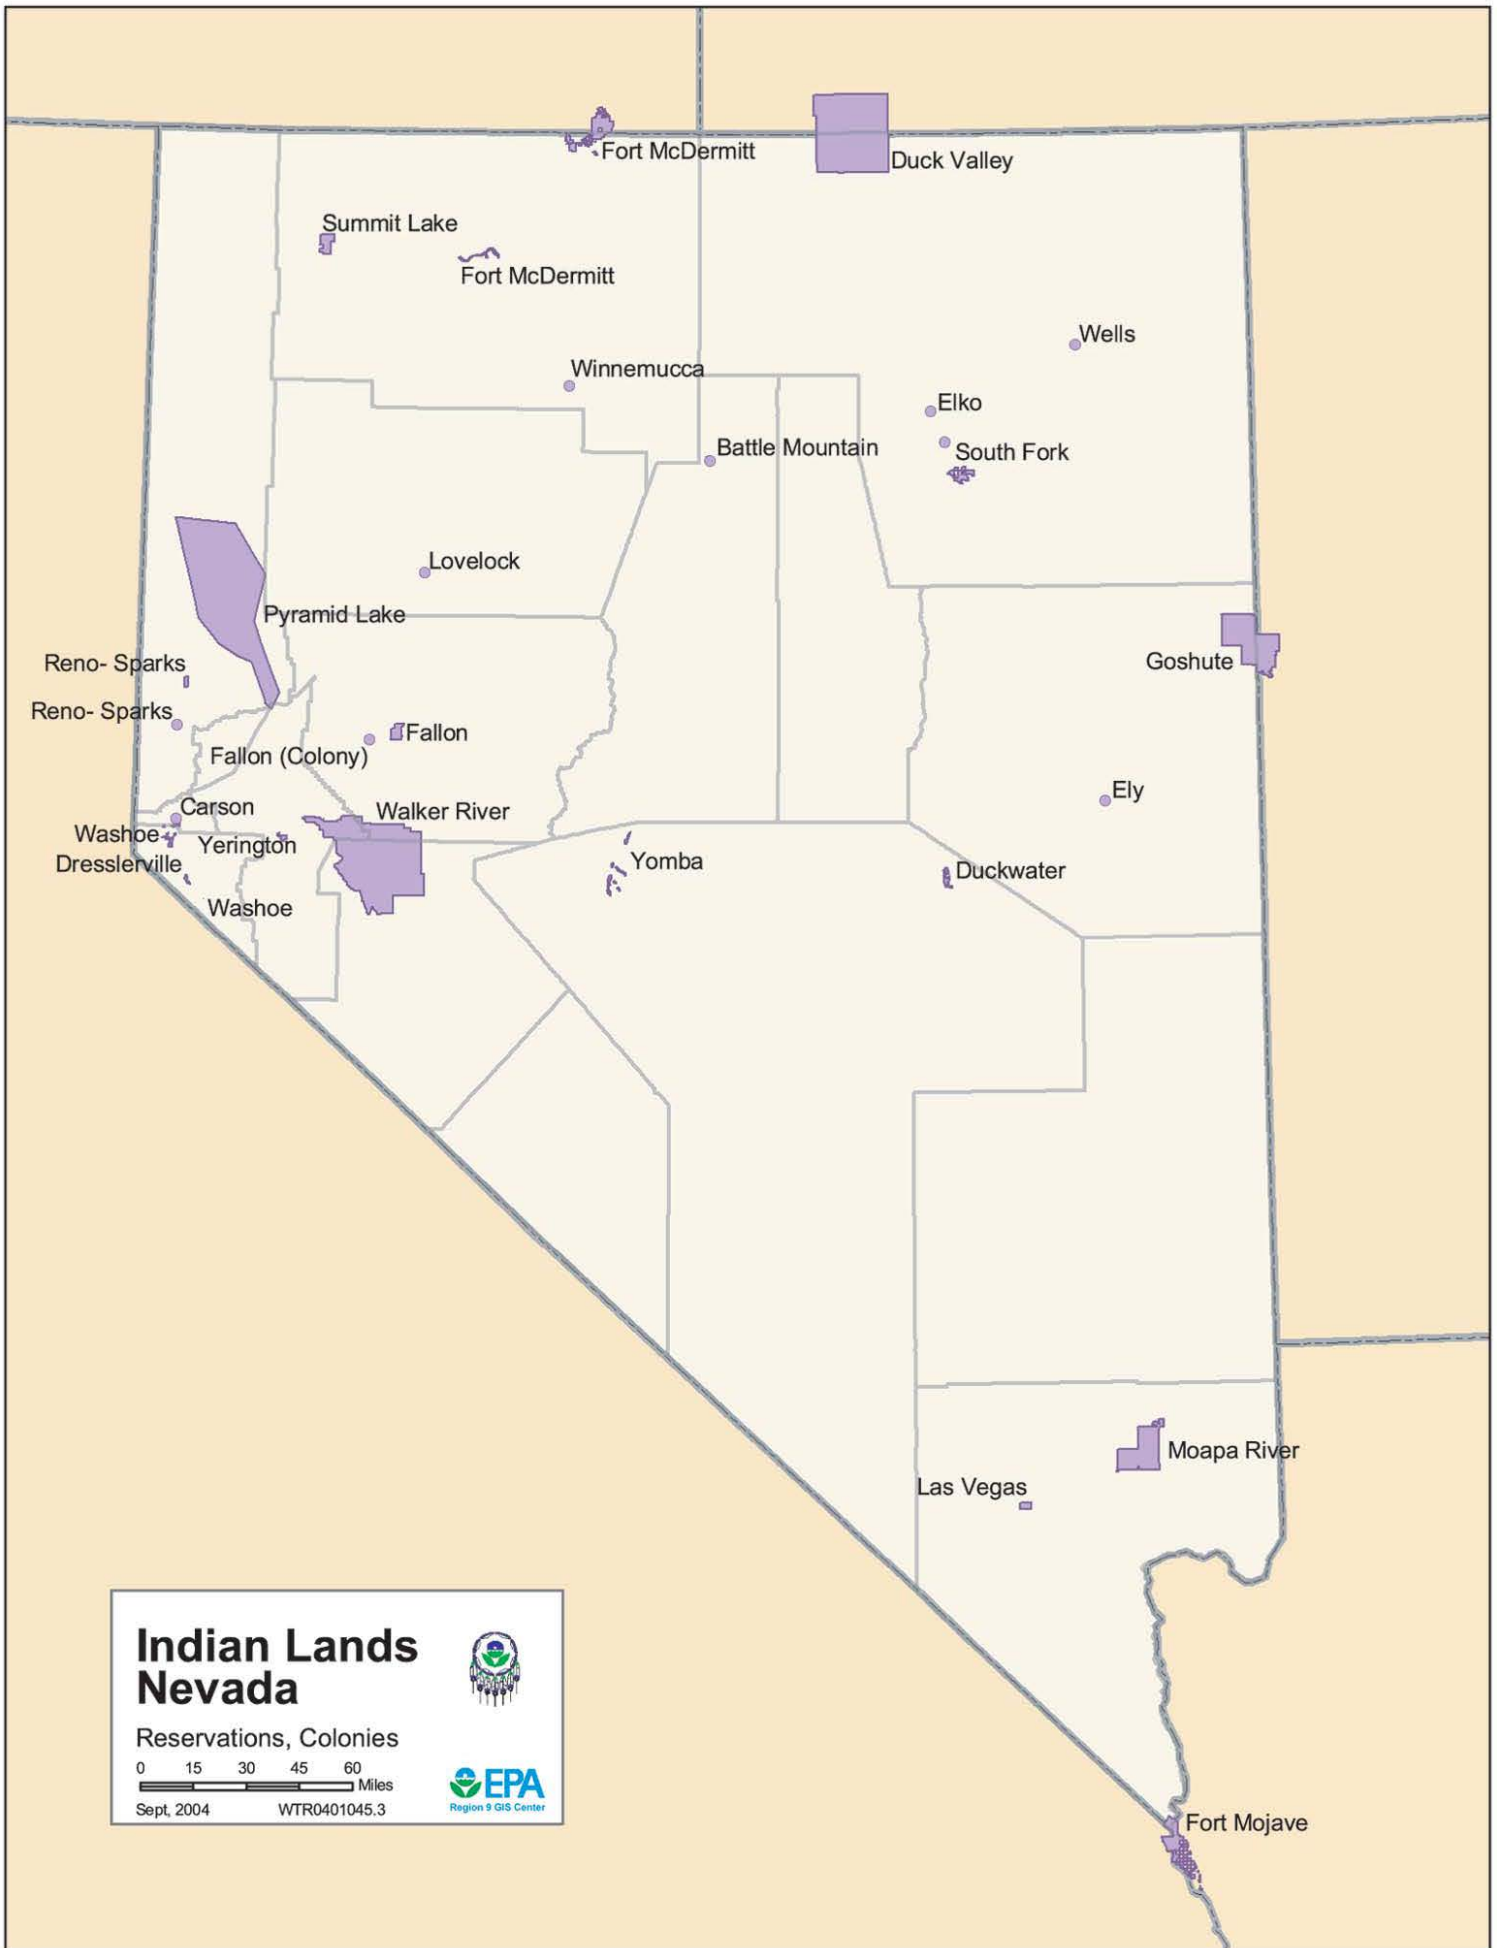 Fort McDermitt
Duck Valley
Summit Lake
Fort McDermitt
Wells
Winnemucca
Elko
Battle Mountain
South Fork
Lovelock
Pyramid Lake
Goshute
Reno- Sparks
Reno- Sparks
Fallon
Fallon (Colony)
Ely
Carson
Walker River
Washoe
Yerington
Dresslerville
Yomba
Duckwater
Washoe
Moapa River
Las Vegas
Indian Lands
Nevada
Reservations, Colonies
0 15 30 45 60
Miles
Sept, 2004 WTR0401045.3
EPA
Region 9 GIS Center
Fort Mojave